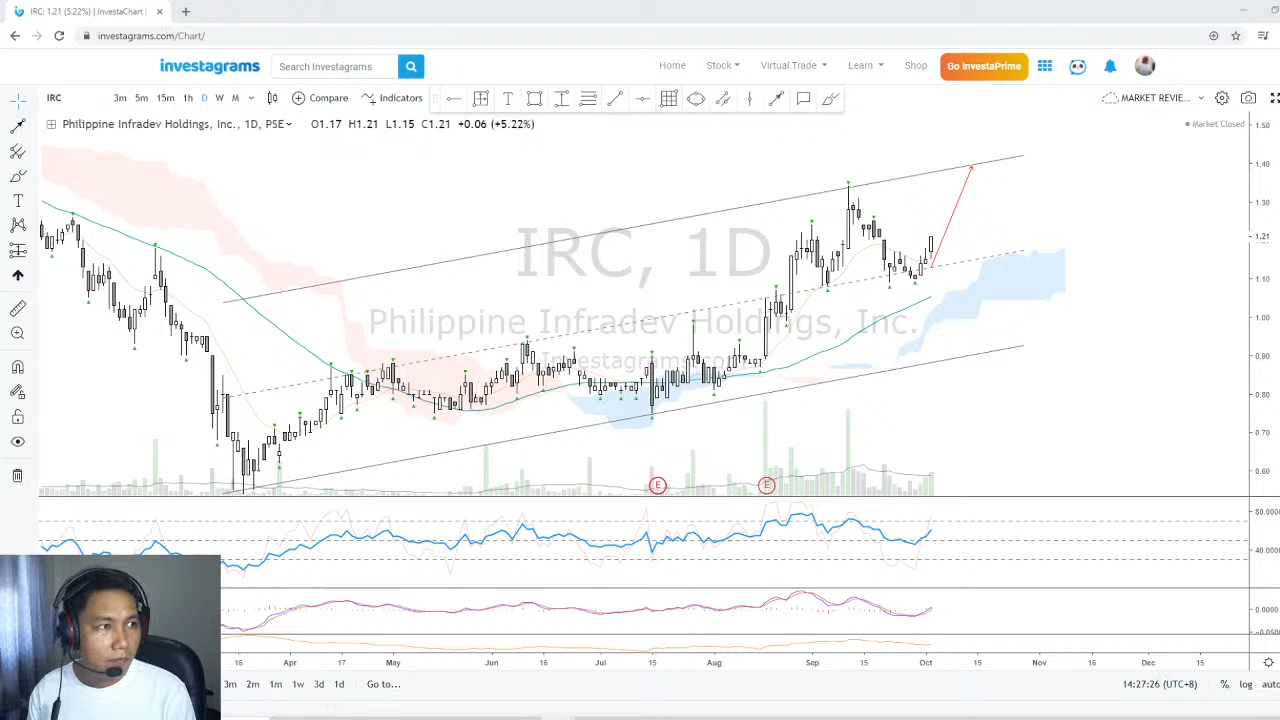 IRC: 1.21 (5.22%) | InvestaChart
investagrams.com/Chart/
investagrams
Search Investagrams
Home Stock Virtual Trade Learn Shop Go InvestaPrime
IRC 3m 5m 15m 1h D W M Compare Indicators MARKET REVIE...
Philippine Infradev Holdings, Inc., 1D, PSE O1.17 H1.21 L1.15 C1.21 +0.06 (+5.22%)
Market Closed
1.50
1.40
1.30
1.21
1.10
1.00
0.90
0.80
0.70
0.60
IRC, 1D
Philippine Infradev Holdings, Inc.
E E
80.0000
40.0000
0.0000
16 Apr 17 May Jun 16 Jul 15 Aug Sep 15 Oct 15 Nov 16 Dec 15
3m 2m 1m 1w 3d 1d Go to... 14:27:26 (UTC+8) % log auto